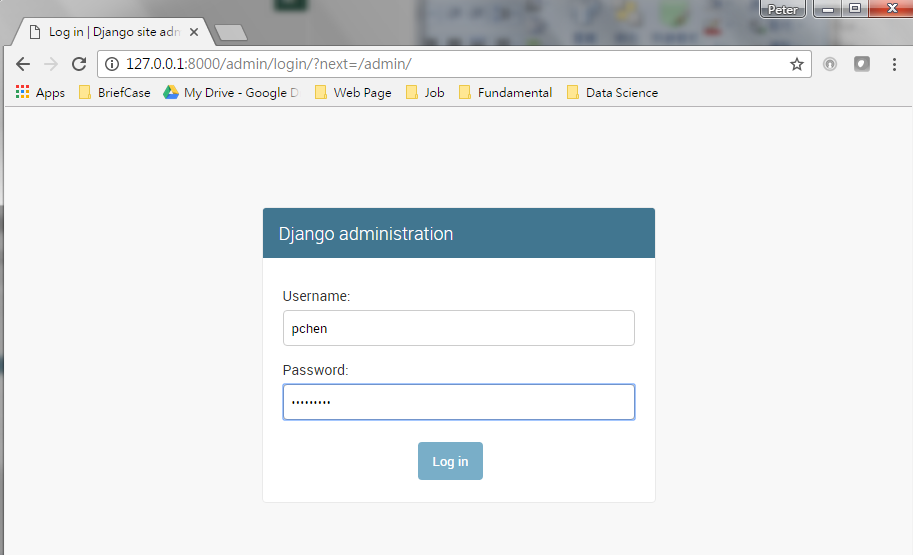 Peter
Log in | Django site adn
127.0.0.1:8000/admin/login/?next=/admin/
Apps BriefCase My Drive - Google D Web Page Job Fundamental Data Science
Django administration
Username:
pchen
Password:
•••••••••
Log in